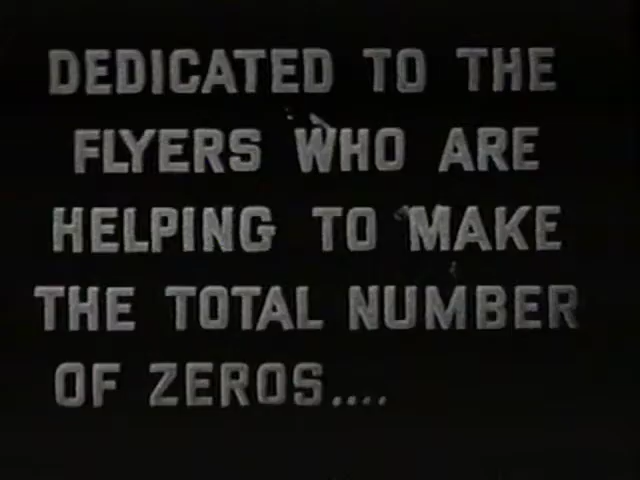 DEDICATED TO THE
FLYERS WHO ARE
HELPING TO MAKE
THE TOTAL NUMBER
OF ZEROS....